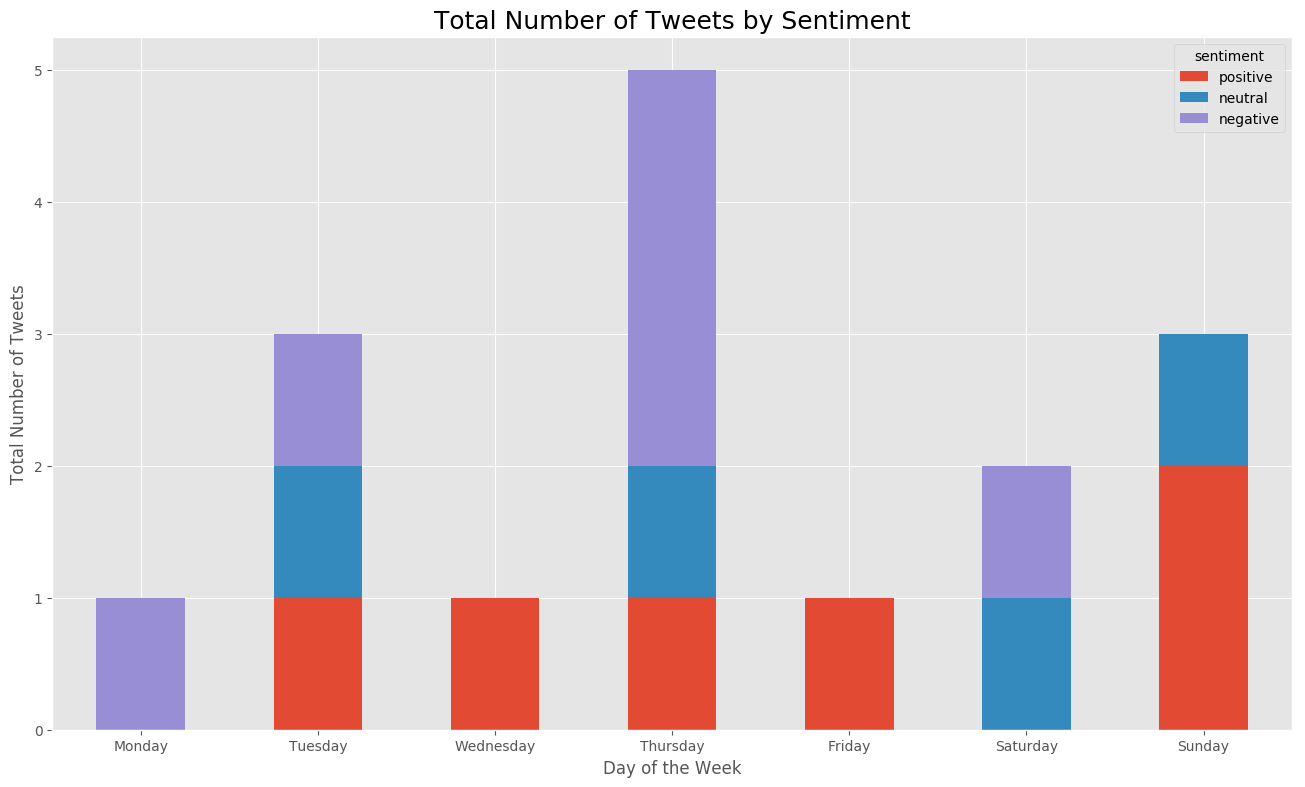 Total Number of Tweets by Sentiment
sentiment
positive
neutral
negative
Total Number of Tweets
5
4
3
2
1
0
Monday Tuesday Wednesday Thursday Friday Saturday Sunday
Day of the Week